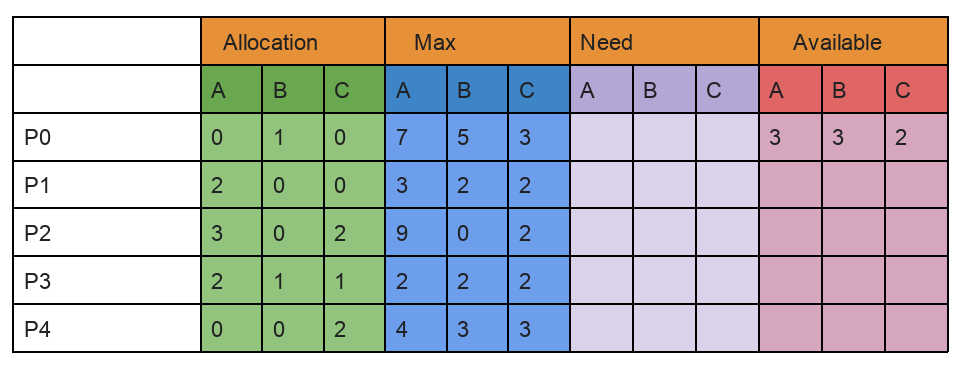 Allocation Max Need Available
A B C A B C A B C A B C
P0 0 1 0 7 5 3 3 3 2
P1 2 0 0 3 2 2
P2 3 0 2 9 0 2
P3 2 1 1 2 2 2
P4 0 0 2 4 3 3